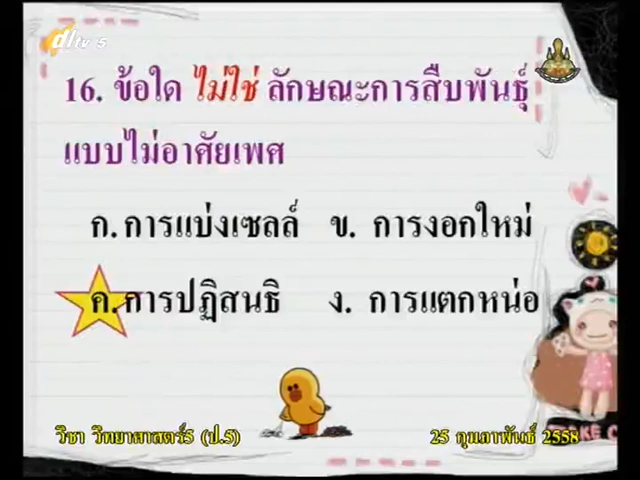 dltv 5
16. ข้อใด ไม่ใช่ ลักษณะการสืบพันธุ์
แบบไม่อาศัยเพศ
ก. การแบ่งเซลล์ ข. การงอกใหม่
ค. การปฏิสนธิ ง. การแตกหน่อ
วิชา วิทยาศาสตร์5 (ป.5) 25 กุมภาพันธ์ 2558